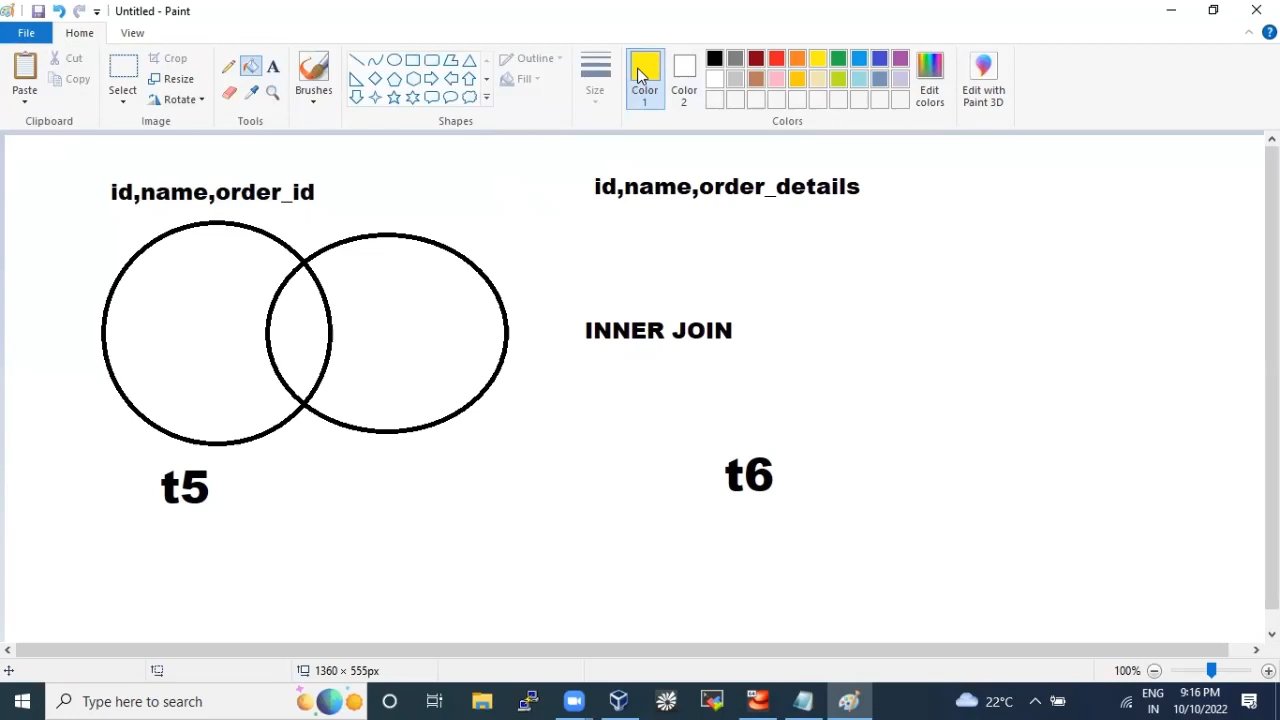 Untitled - Paint
File
Home
View
Paste
Cut
Copy
Clipboard
Select
Crop
Resize
Rotate
Image
Tools
Brushes
Shapes
Outline
Fill
Size
Color 1
Color 2
Colors
Edit colors
Edit with Paint 3D
id,name,order_id
id,name,order_details
INNER JOIN
t5
t6
1360 × 555px
100%
Type here to search
22°C
ENG
IN
9:16 PM
10/10/2022